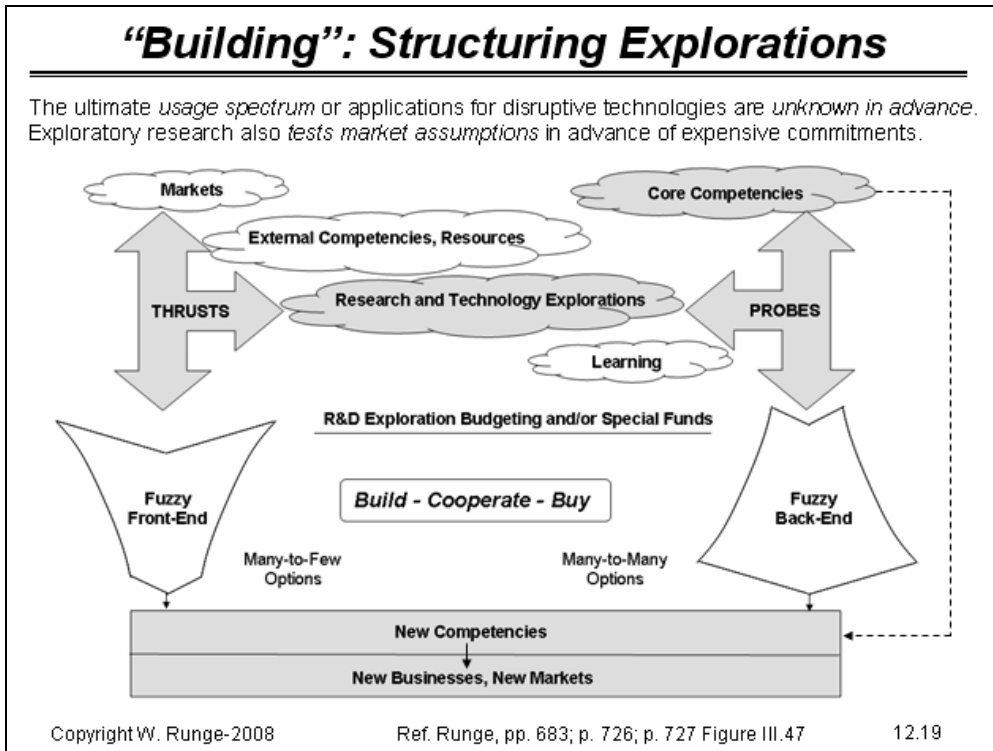 “Building”: Structuring Explorations
The ultimate usage spectrum or applications for disruptive technologies are unknown in advance.
Exploratory research also tests market assumptions in advance of expensive commitments.
Markets
Core Competencies
External Competencies, Resources
Research and Technology Explorations
THRUSTS
PROBES
Learning
R&D Exploration Budgeting and/or Special Funds
Fuzzy
Front-End
Build - Cooperate - Buy
Fuzzy
Back-End
Many-to-Few
Options
Many-to-Many
Options
New Competencies
New Businesses, New Markets
Copyright W. Runge-2008
Ref. Runge, pp. 683; p. 726; p. 727 Figure III.47
12.19